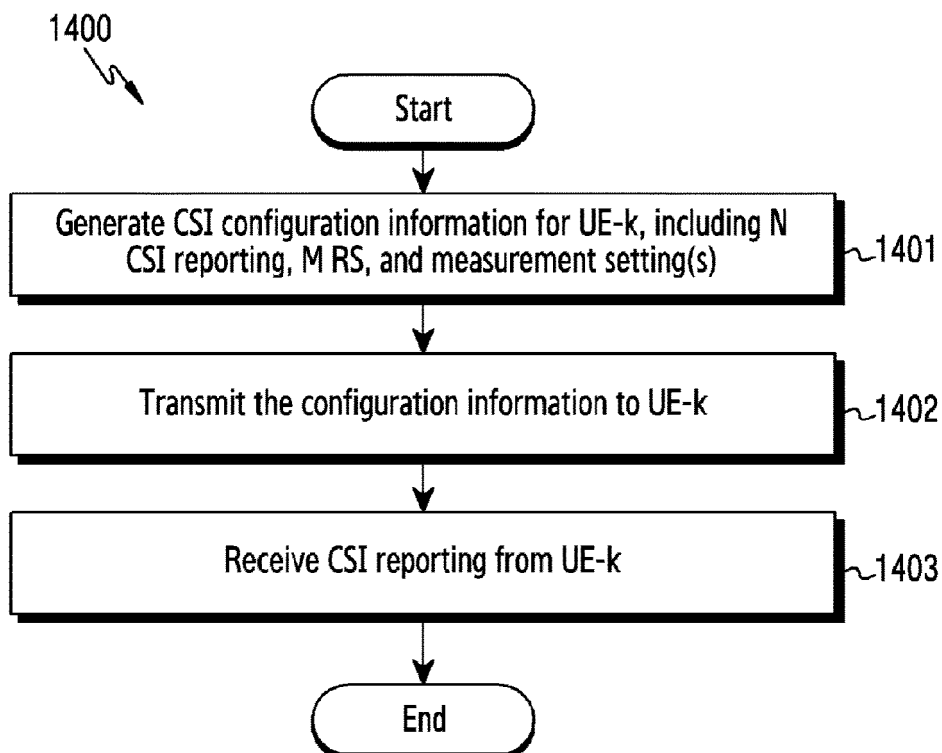 1400
Start
Generate CSI configuration information for UE-k, including N
CSI reporting, M RS, and measurement setting(s)
1401
Transmit the configuration information to UE-k
1402
Receive CSI reporting from UE-k
1403
End